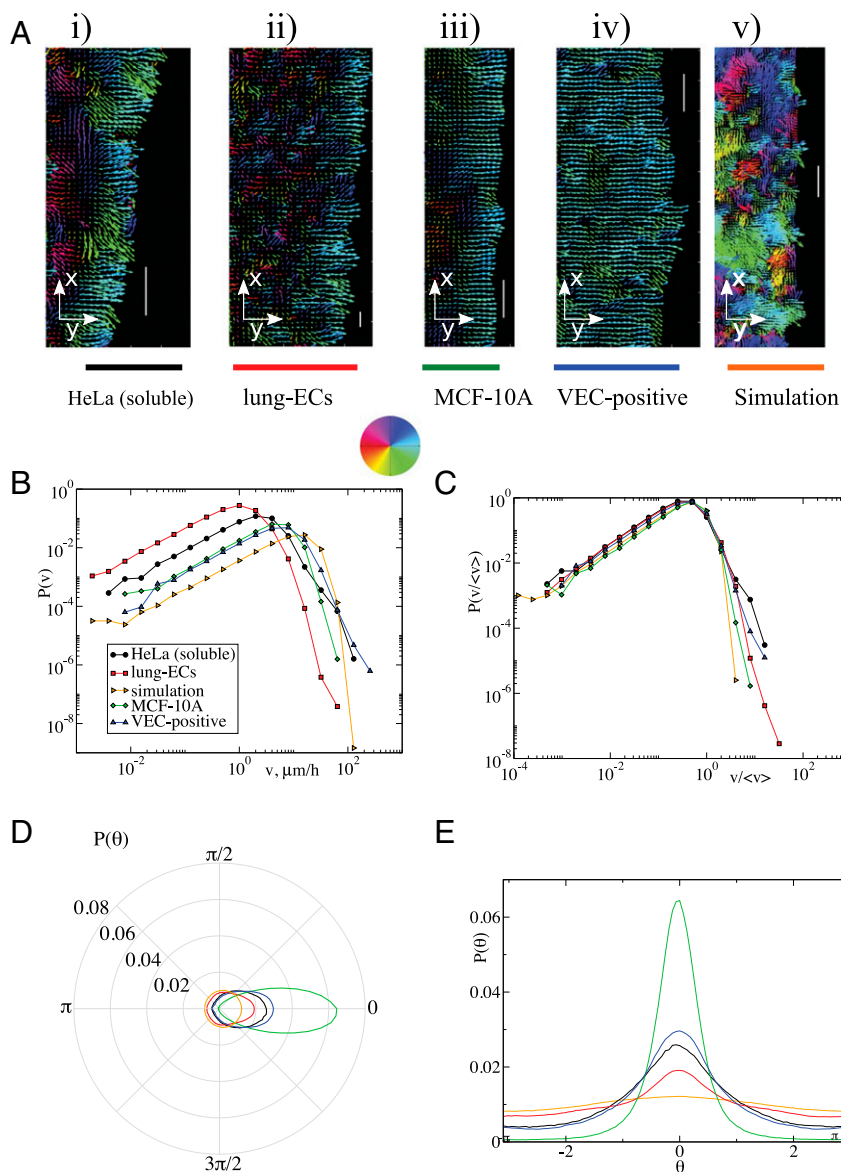 A
i) ii) iii) iv) v)
x x x x x
y y y y y
HeLa (soluble) lung-ECs MCF-10A VEC-positive Simulation
B
P(v)
10^0
10^-2
10^-4
10^-6
10^-8
HeLa (soluble)
lung-ECs
simulation
MCF-10A
VEC-positive
10^-2 10^0 10^2
v, μm/h
C
P(v/<v>)
10^0
10^-2
10^-4
10^-6
10^-8
10^-4 10^-2 10^0 10^2
v/<v>
D
P(θ)
π/2
0.08
0.06
0.04
0.02
π
0
3π/2
E
P(θ)
0.06
0.04
0.02
0
-π -2 0 2 π
θ